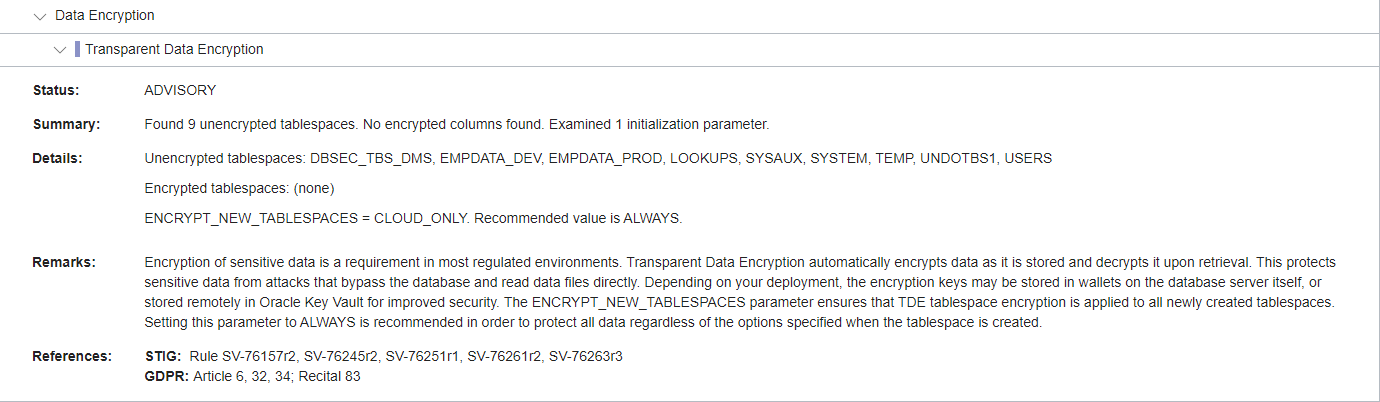 Data Encryption
Transparent Data Encryption
Status: ADVISORY
Summary: Found 9 unencrypted tablespaces. No encrypted columns found. Examined 1 initialization parameter.
Details: Unencrypted tablespaces: DBSEC_TBS_DMS, EMPDATA_DEV, EMPDATA_PROD, LOOKUPS, SYSAUX, SYSTEM, TEMP, UNDOTBS1, USERS
Encrypted tablespaces: (none)
ENCRYPT_NEW_TABLESPACES = CLOUD_ONLY. Recommended value is ALWAYS.
Remarks: Encryption of sensitive data is a requirement in most regulated environments. Transparent Data Encryption automatically encrypts data as it is stored and decrypts it upon retrieval. This protects
sensitive data from attacks that bypass the database and read data files directly. Depending on your deployment, the encryption keys may be stored in wallets on the database server itself, or
stored remotely in Oracle Key Vault for improved security. The ENCRYPT_NEW_TABLESPACES parameter ensures that TDE tablespace encryption is applied to all newly created tablespaces.
Setting this parameter to ALWAYS is recommended in order to protect all data regardless of the options specified when the tablespace is created.
References: STIG: Rule SV-76157r2, SV-76245r2, SV-76251r1, SV-76261r2, SV-76263r3
GDPR: Article 6, 32, 34; Recital 83